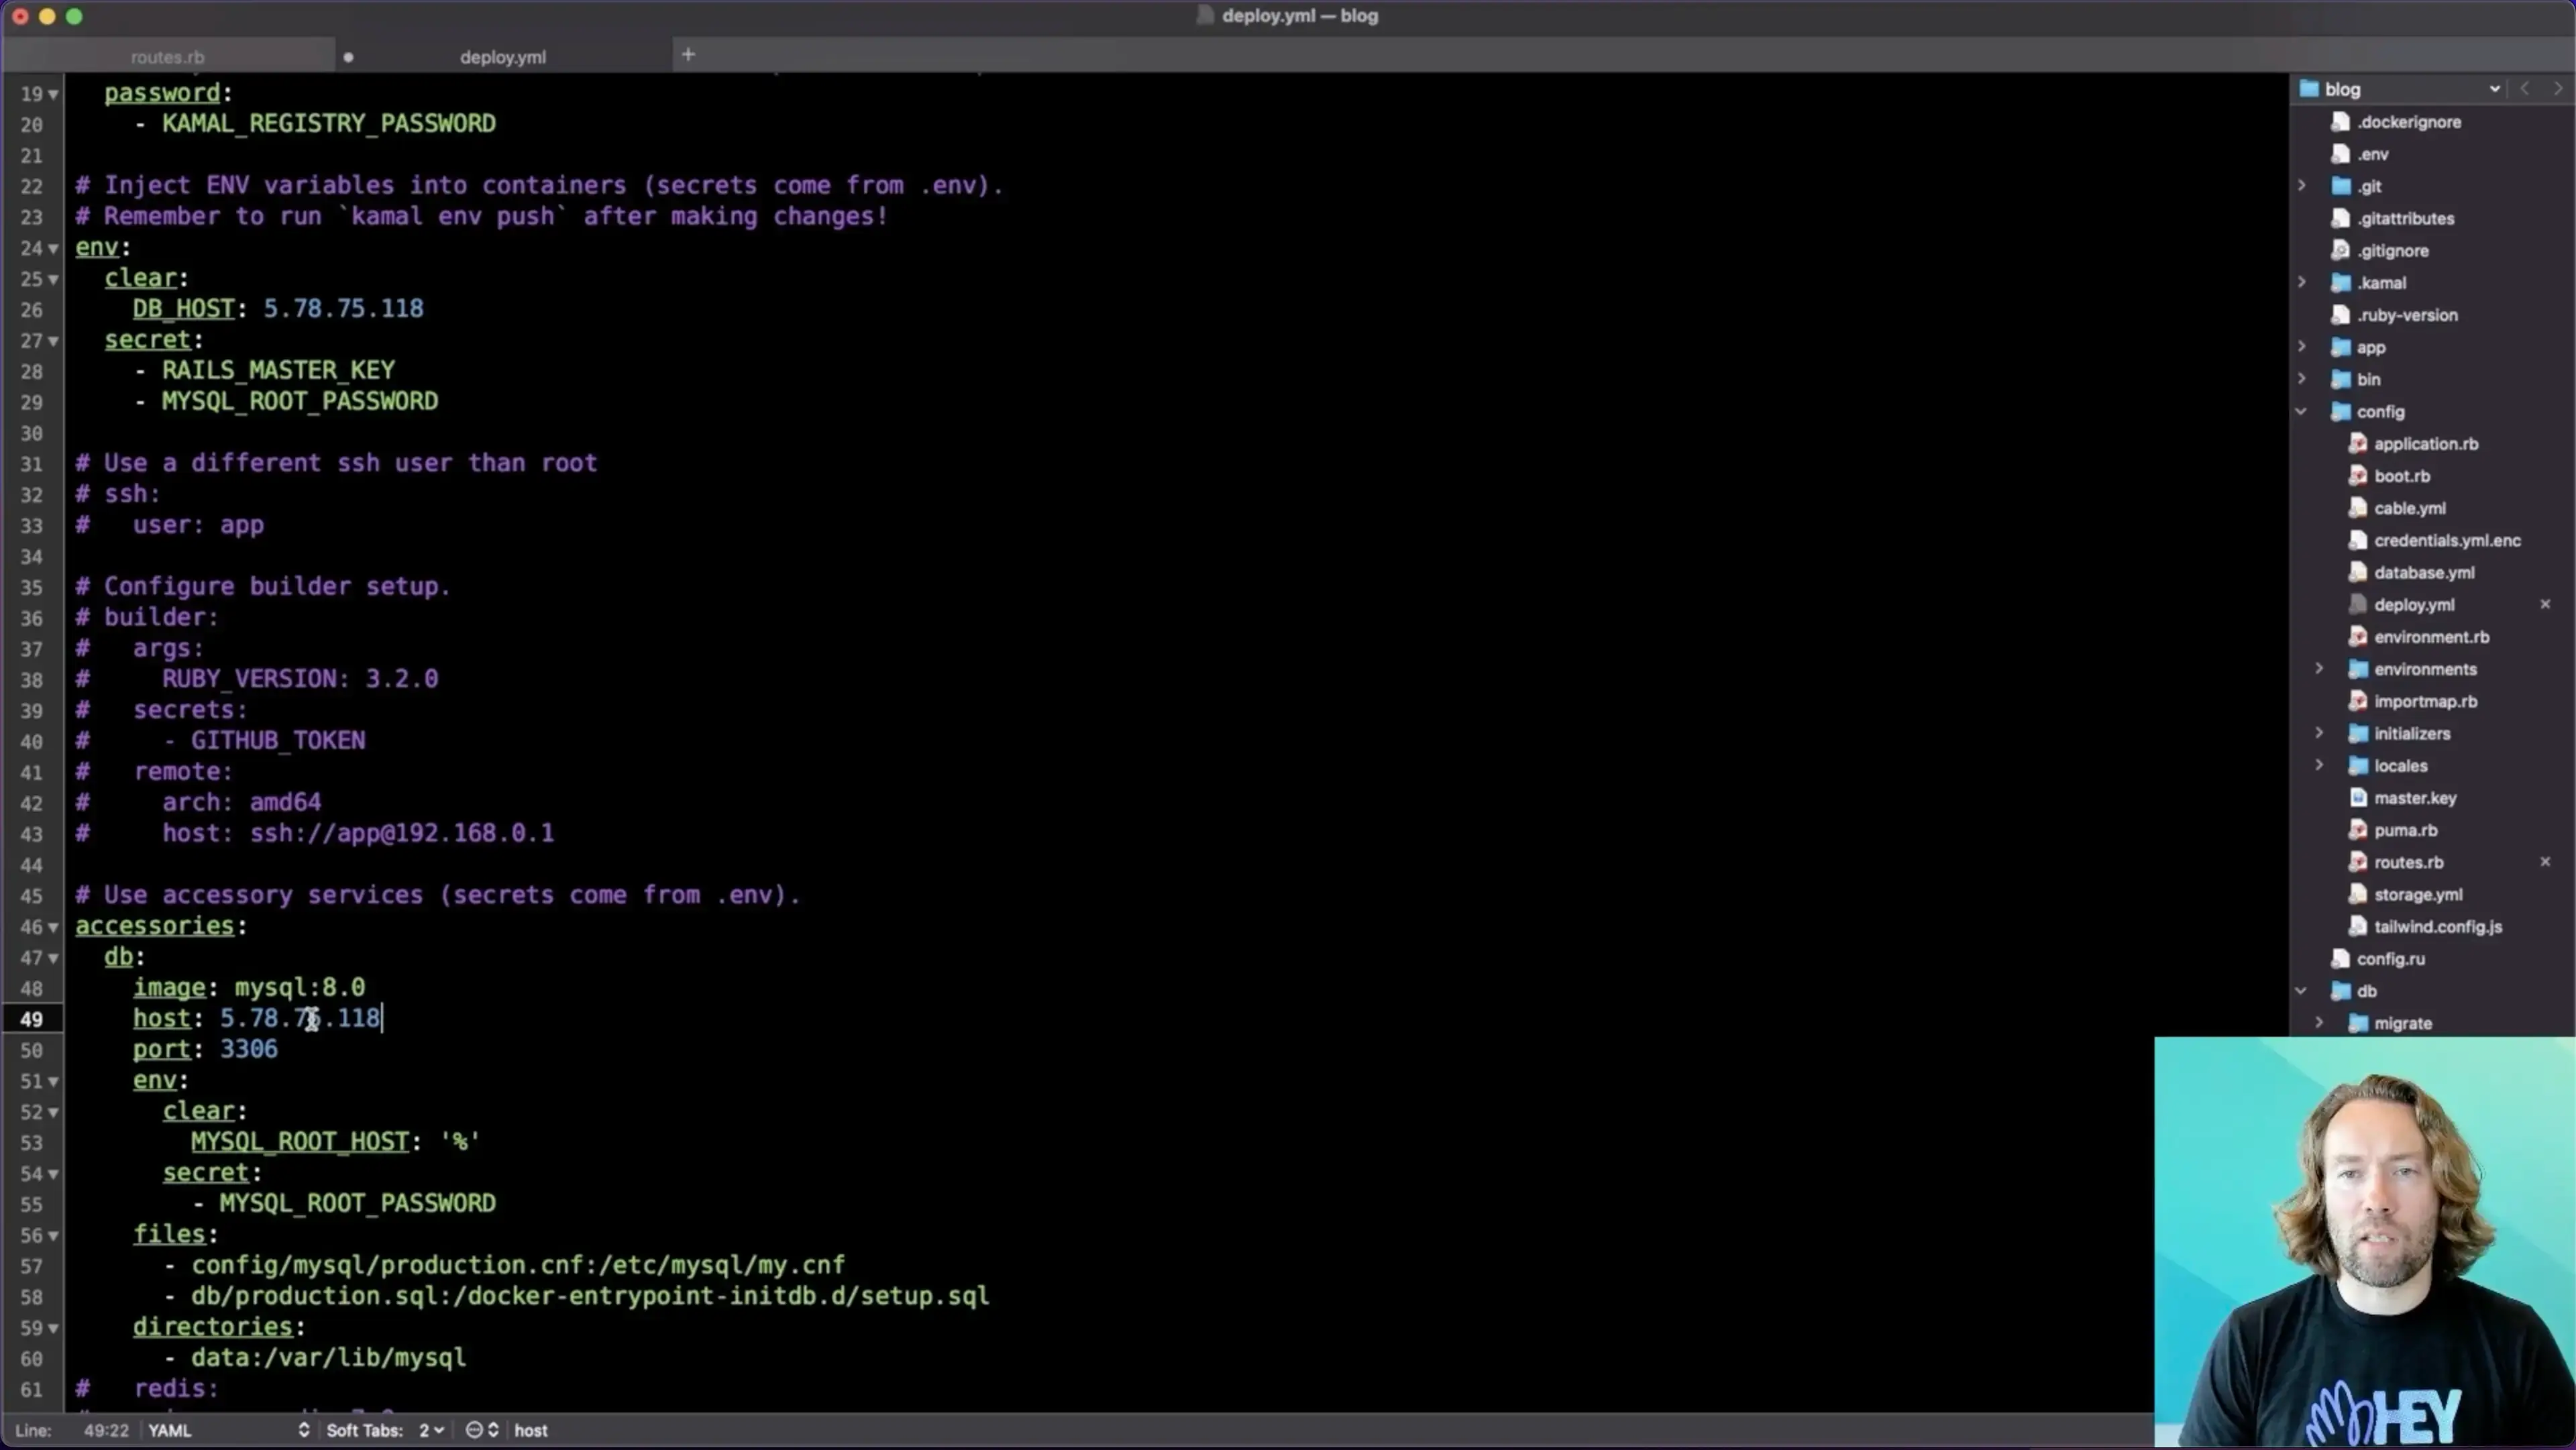 deploy.yml — blog
routes.rb
deploy.yml
+
19 password:
20 - KAMAL_REGISTRY_PASSWORD
21
22 # Inject ENV variables into containers (secrets come from .env).
23 # Remember to run `kamal env push` after making changes!
24 env:
25 clear:
26 DB_HOST: 5.78.75.118
27 secret:
28 - RAILS_MASTER_KEY
29 - MYSQL_ROOT_PASSWORD
30
31 # Use a different ssh user than root
32 # ssh:
33 #   user: app
34
35 # Configure builder setup.
36 # builder:
37 #   args:
38 #     RUBY_VERSION: 3.2.0
39 #   secrets:
40 #     - GITHUB_TOKEN
41 #   remote:
42 #     arch: amd64
43 #     host: ssh://app@192.168.0.1
44
45 # Use accessory services (secrets come from .env).
46 accessories:
47 db:
48 image: mysql:8.0
49 host: 5.78.75.118
50 port: 3306
51 env:
52 clear:
53 MYSQL_ROOT_HOST: '%'
54 secret:
55 - MYSQL_ROOT_PASSWORD
56 files:
57 - config/mysql/production.cnf:/etc/mysql/my.cnf
58 - db/production.sql:/docker-entrypoint-initdb.d/setup.sql
59 directories:
60 - data:/var/lib/mysql
61 #   redis:
Line: 49:22 YAML Soft Tabs: 2 host
blog
.dockerignore
.env
.git
.gitattributes
.gitignore
.kamal
.ruby-version
app
bin
config
application.rb
boot.rb
cable.yml
credentials.yml.enc
database.yml
deploy.yml
environment.rb
environments
importmap.rb
initializers
locales
master.key
puma.rb
routes.rb
storage.yml
tailwind.config.js
config.ru
db
migrate
HEY